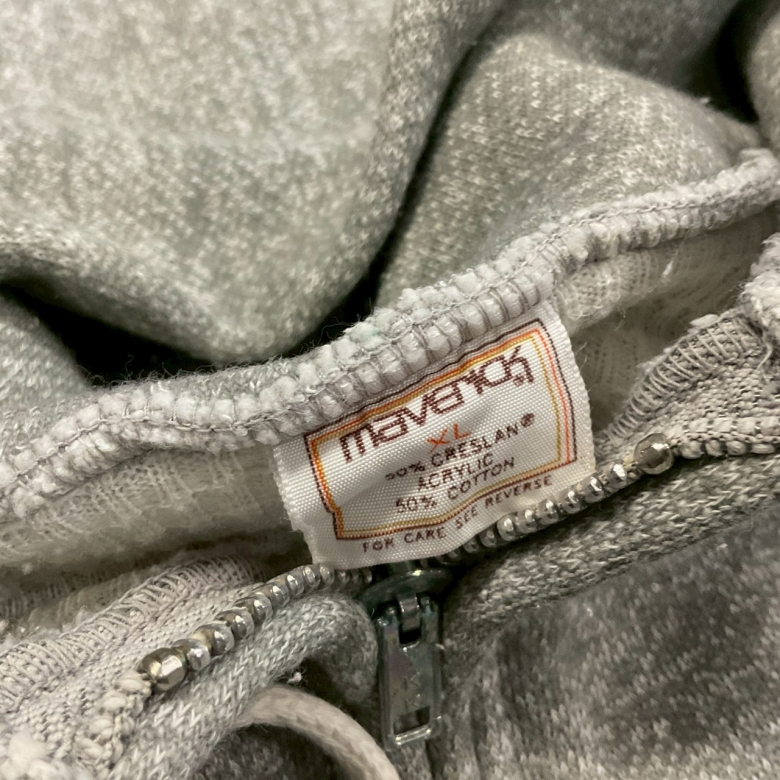 maverick®
XL
50% CRESLAN®
ACRYLIC
50% COTTON
FOR CARE SEE REVERSE